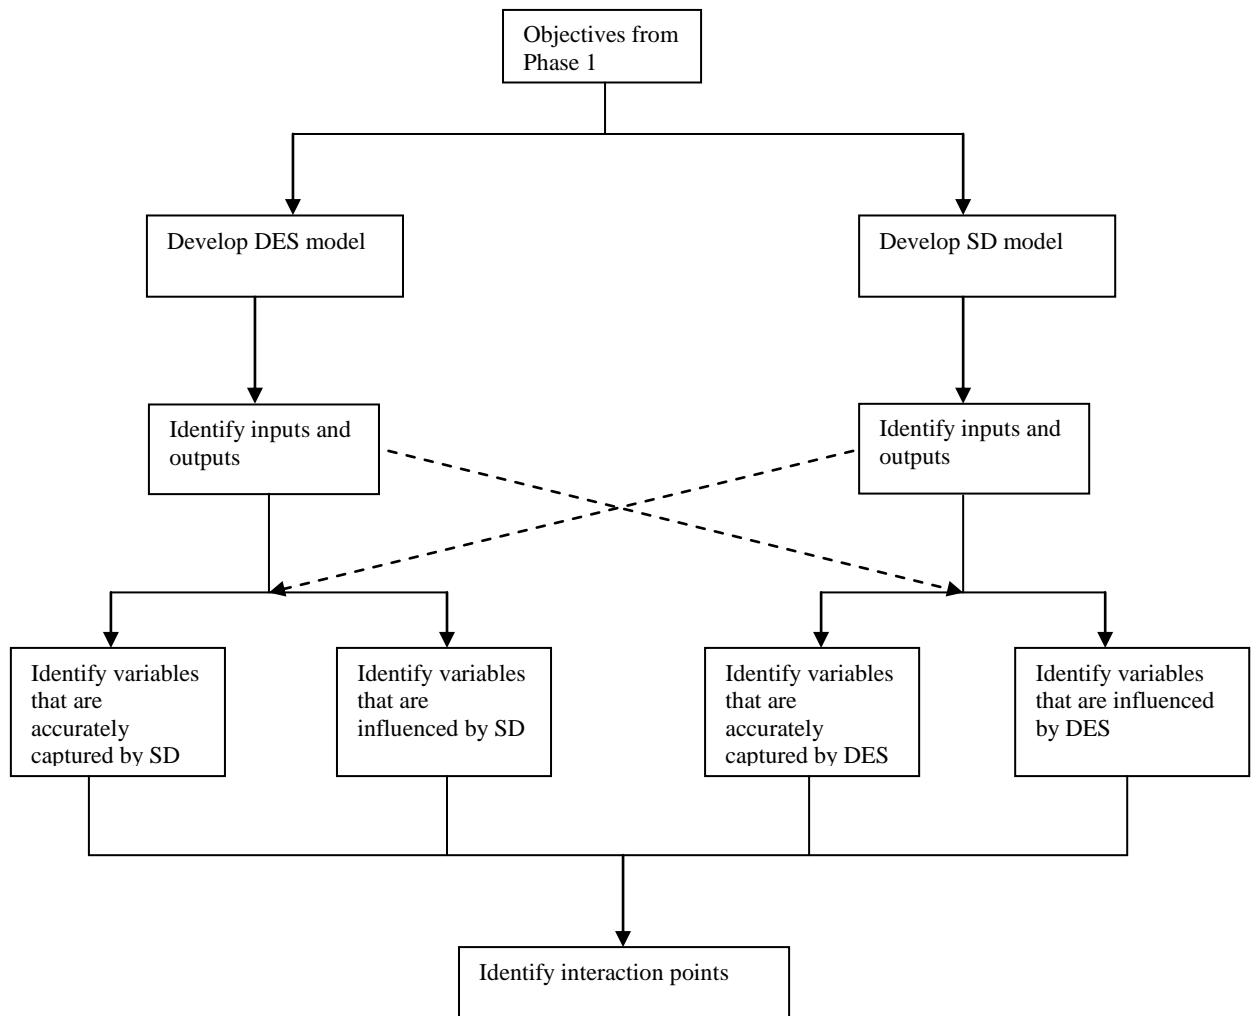 Objectives from
Phase 1
Develop DES model
Develop SD model
Identify inputs and
outputs
Identify inputs and
outputs
Identify variables
that are
accurately
captured by SD
Identify variables
that are
influenced by SD
Identify variables
that are
accurately
captured by DES
Identify variables
that are influenced
by DES
Identify interaction points